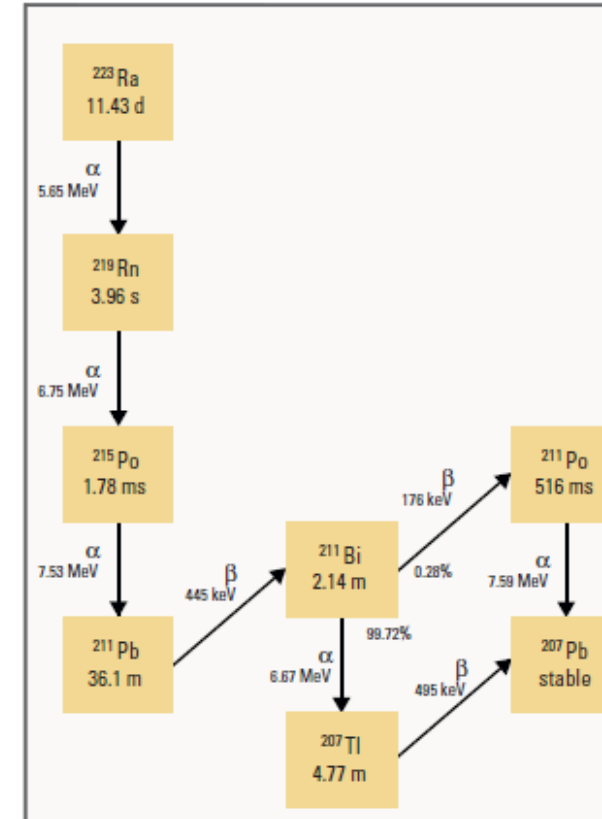 ²²³Ra
11.43 d
α
5.65 MeV
²¹⁹Rn
3.96 s
α
6.75 MeV
²¹⁵Po
1.78 ms
α
7.53 MeV
²¹¹Pb
36.1 m
β
445 keV
²¹¹Bi
2.14 m
β
176 keV
0.28%
²¹¹Po
516 ms
α
7.59 MeV
99.72%
α
6.67 MeV
²⁰⁷Tl
4.77 m
β
495 keV
²⁰⁷Pb
stable